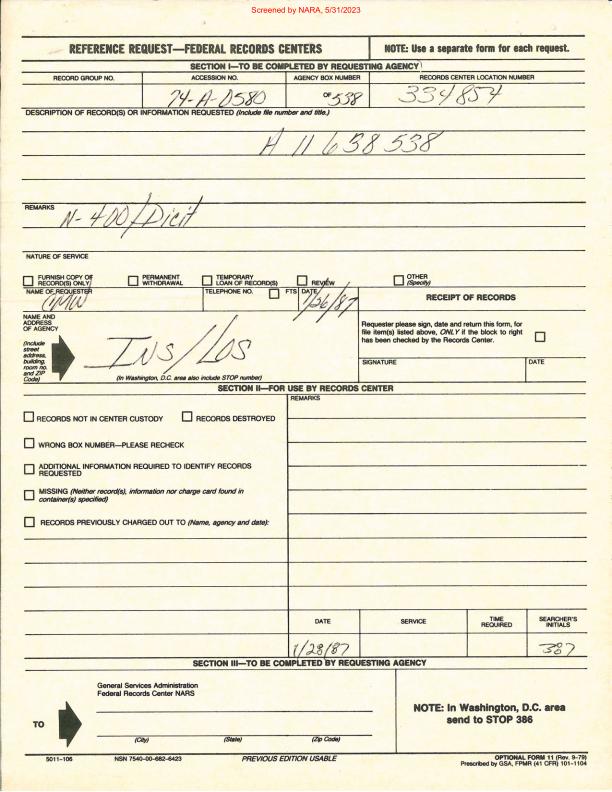 Screened by NARA, 5/31/2023
REFERENCE REQUEST—FEDERAL RECORDS CENTERS
NOTE: Use a separate form for each request.
SECTION I—TO BE COMPLETED BY REQUESTING AGENCY
RECORD GROUP NO. ACCESSION NO. AGENCY BOX NUMBER RECORDS CENTER LOCATION NUMBER
74-A-0580 OF 538 334854
DESCRIPTION OF RECORD(S) OR INFORMATION REQUESTED (Include file number and title.)
A 11 658 538
REMARKS
N-400/Dicit
NATURE OF SERVICE
FURNISH COPY OF RECORD(S) ONLY
PERMANENT WITHDRAWAL
TEMPORARY LOAN OF RECORD(S)
REVIEW
OTHER (Specify)
NAME OF REQUESTER
TELEPHONE NO. FTS DATE
1/26/87
RECEIPT OF RECORDS
NAME AND ADDRESS OF AGENCY
(Include street address, building, room no. and ZIP Code)
INS/LOS
(In Washington, D.C. area also include STOP number)
Requester please sign, date and return this form, for
file item(s) listed above, ONLY if the block to right
has been checked by the Records Center.
SIGNATURE DATE
SECTION II—FOR USE BY RECORDS CENTER
RECORDS NOT IN CENTER CUSTODY RECORDS DESTROYED
WRONG BOX NUMBER—PLEASE RECHECK
ADDITIONAL INFORMATION REQUIRED TO IDENTIFY RECORDS
REQUESTED
MISSING (Neither record(s), information nor charge card found in
container(s) specified)
RECORDS PREVIOUSLY CHARGED OUT TO (Name, agency and date):
REMARKS
DATE SERVICE TIME REQUIRED SEARCHER'S INITIALS
1/28/87 387
SECTION III—TO BE COMPLETED BY REQUESTING AGENCY
General Services Administration
Federal Records Center NARS
TO
(City) (State) (Zip Code)
NOTE: In Washington, D.C. area
send to STOP 386
5011-106 NSN 7540-00-682-6423 PREVIOUS EDITION USABLE
OPTIONAL FORM 11 (Rev. 9-79)
Prescribed by GSA, FPMR (41 CFR) 101-1104